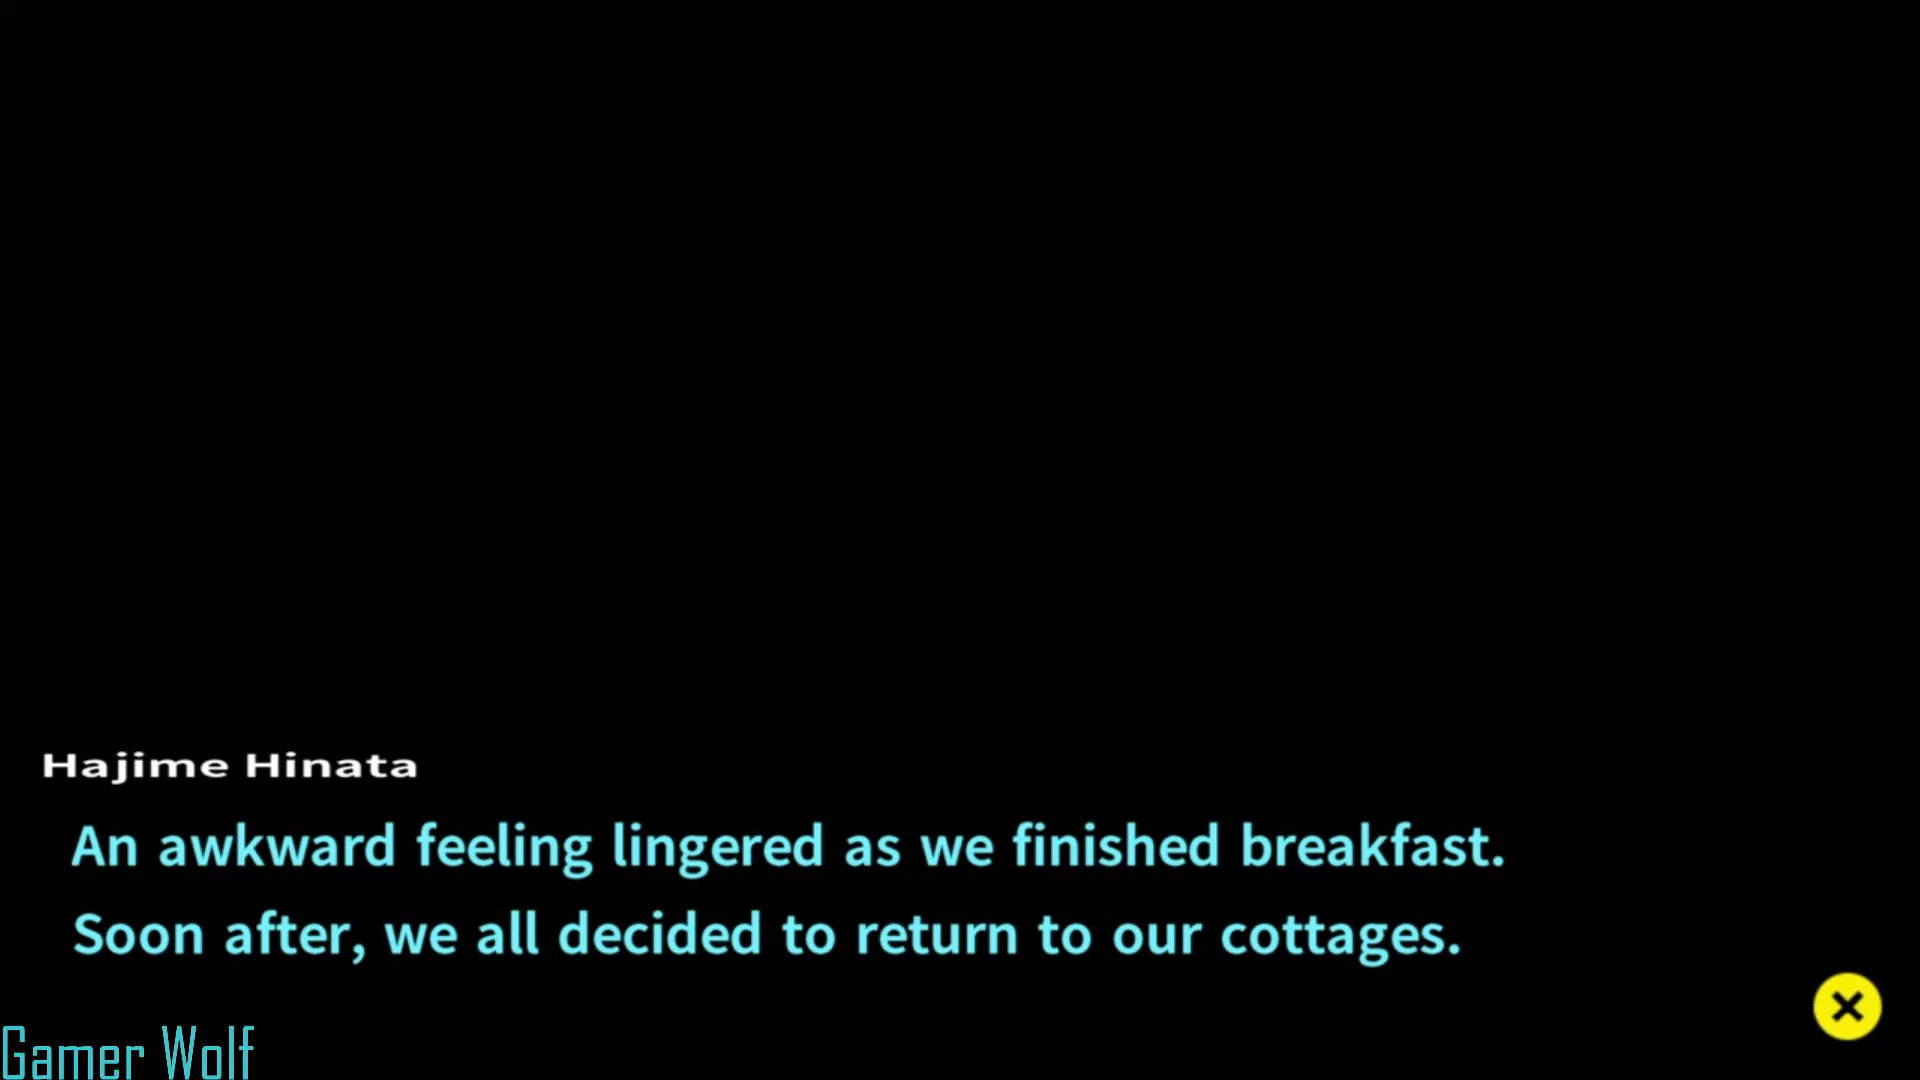 Hajime Hinata
An awkward feeling lingered as we finished breakfast.
Soon after, we all decided to return to our cottages.
Gamer Wolf